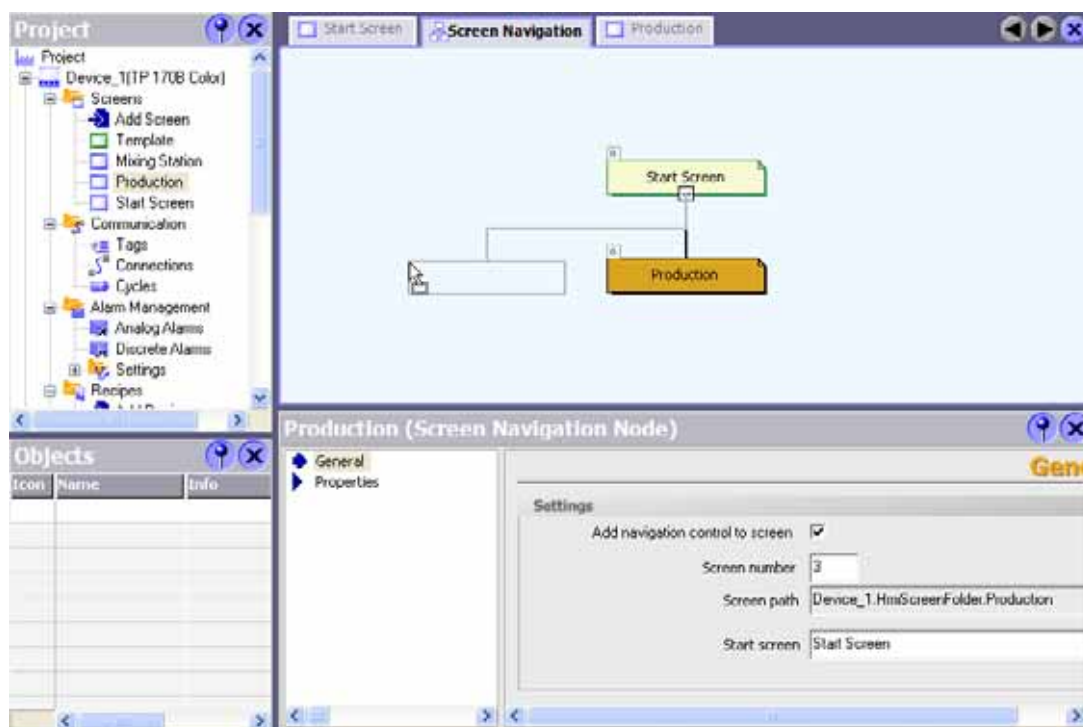 Project
Project
Device_1(TP 170B Color)
Screens
Add Screen
Template
Mixing Station
Production
Start Screen
Communication
Tags
Connections
Cycles
Alarm Management
Analog Alarms
Discrete Alarms
Settings
Recipes
Objects
Icon Name Info
Start Screen Screen Navigation Production
Start Screen
Production
Production (Screen Navigation Node)
General
Properties
Gene
Settings
Add navigation control to screen
Screen number 3
Screen path Device_1.HmiScreenFolder.Production
Start screen Start Screen